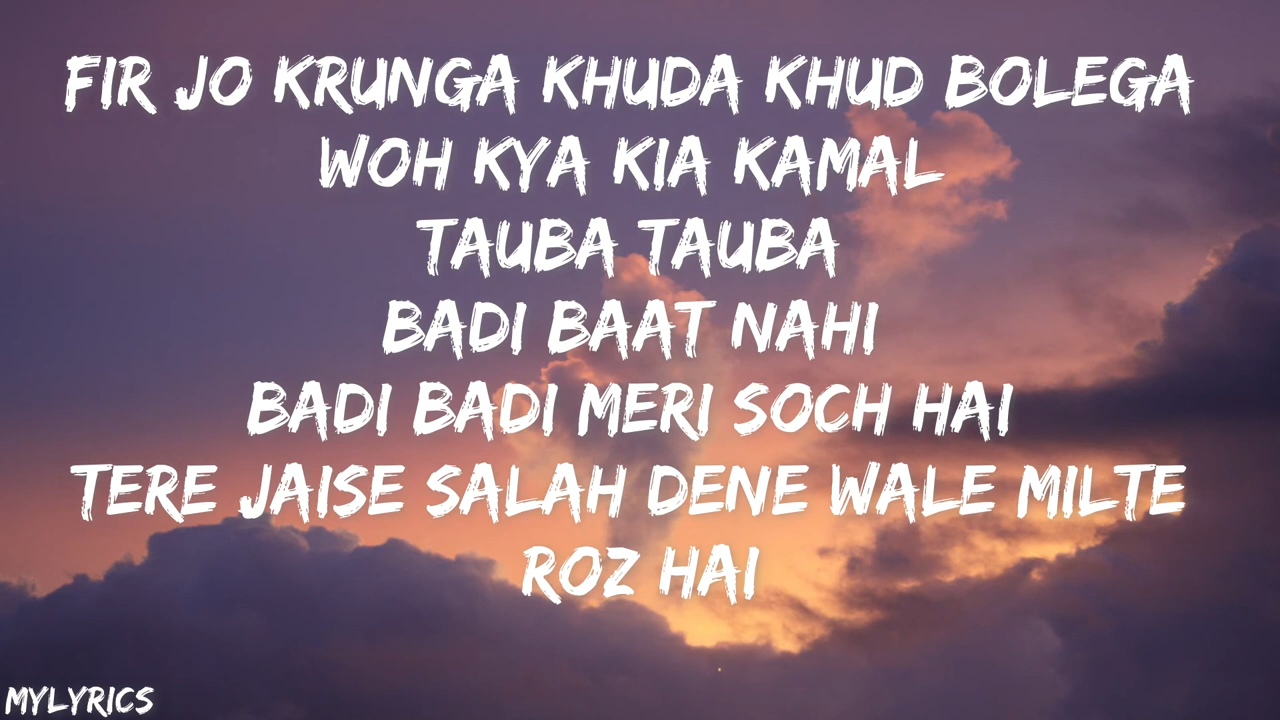 FIR JO KRUNGA KHUDA KHUD BOLEGA
WOH KYA KIA KAMAL
TAUBA TAUBA
BADI BAAT NAHI
BADI BADI MERI SOCH HAI
TERE JAISE SALAH DENE WALE MILTE
ROZ HAI
MYLYRICS